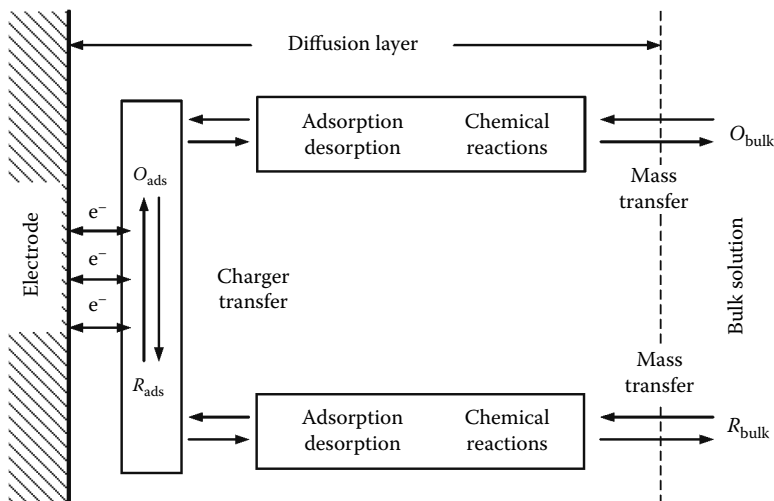 Diffusion layer
Adsorption
desorption
Chemical
reactions
O_bulk
Mass
transfer
O_ads
e⁻
e⁻
e⁻
Electrode
Charger
transfer
Bulk solution
R_ads
Mass
transfer
Adsorption
desorption
Chemical
reactions
R_bulk